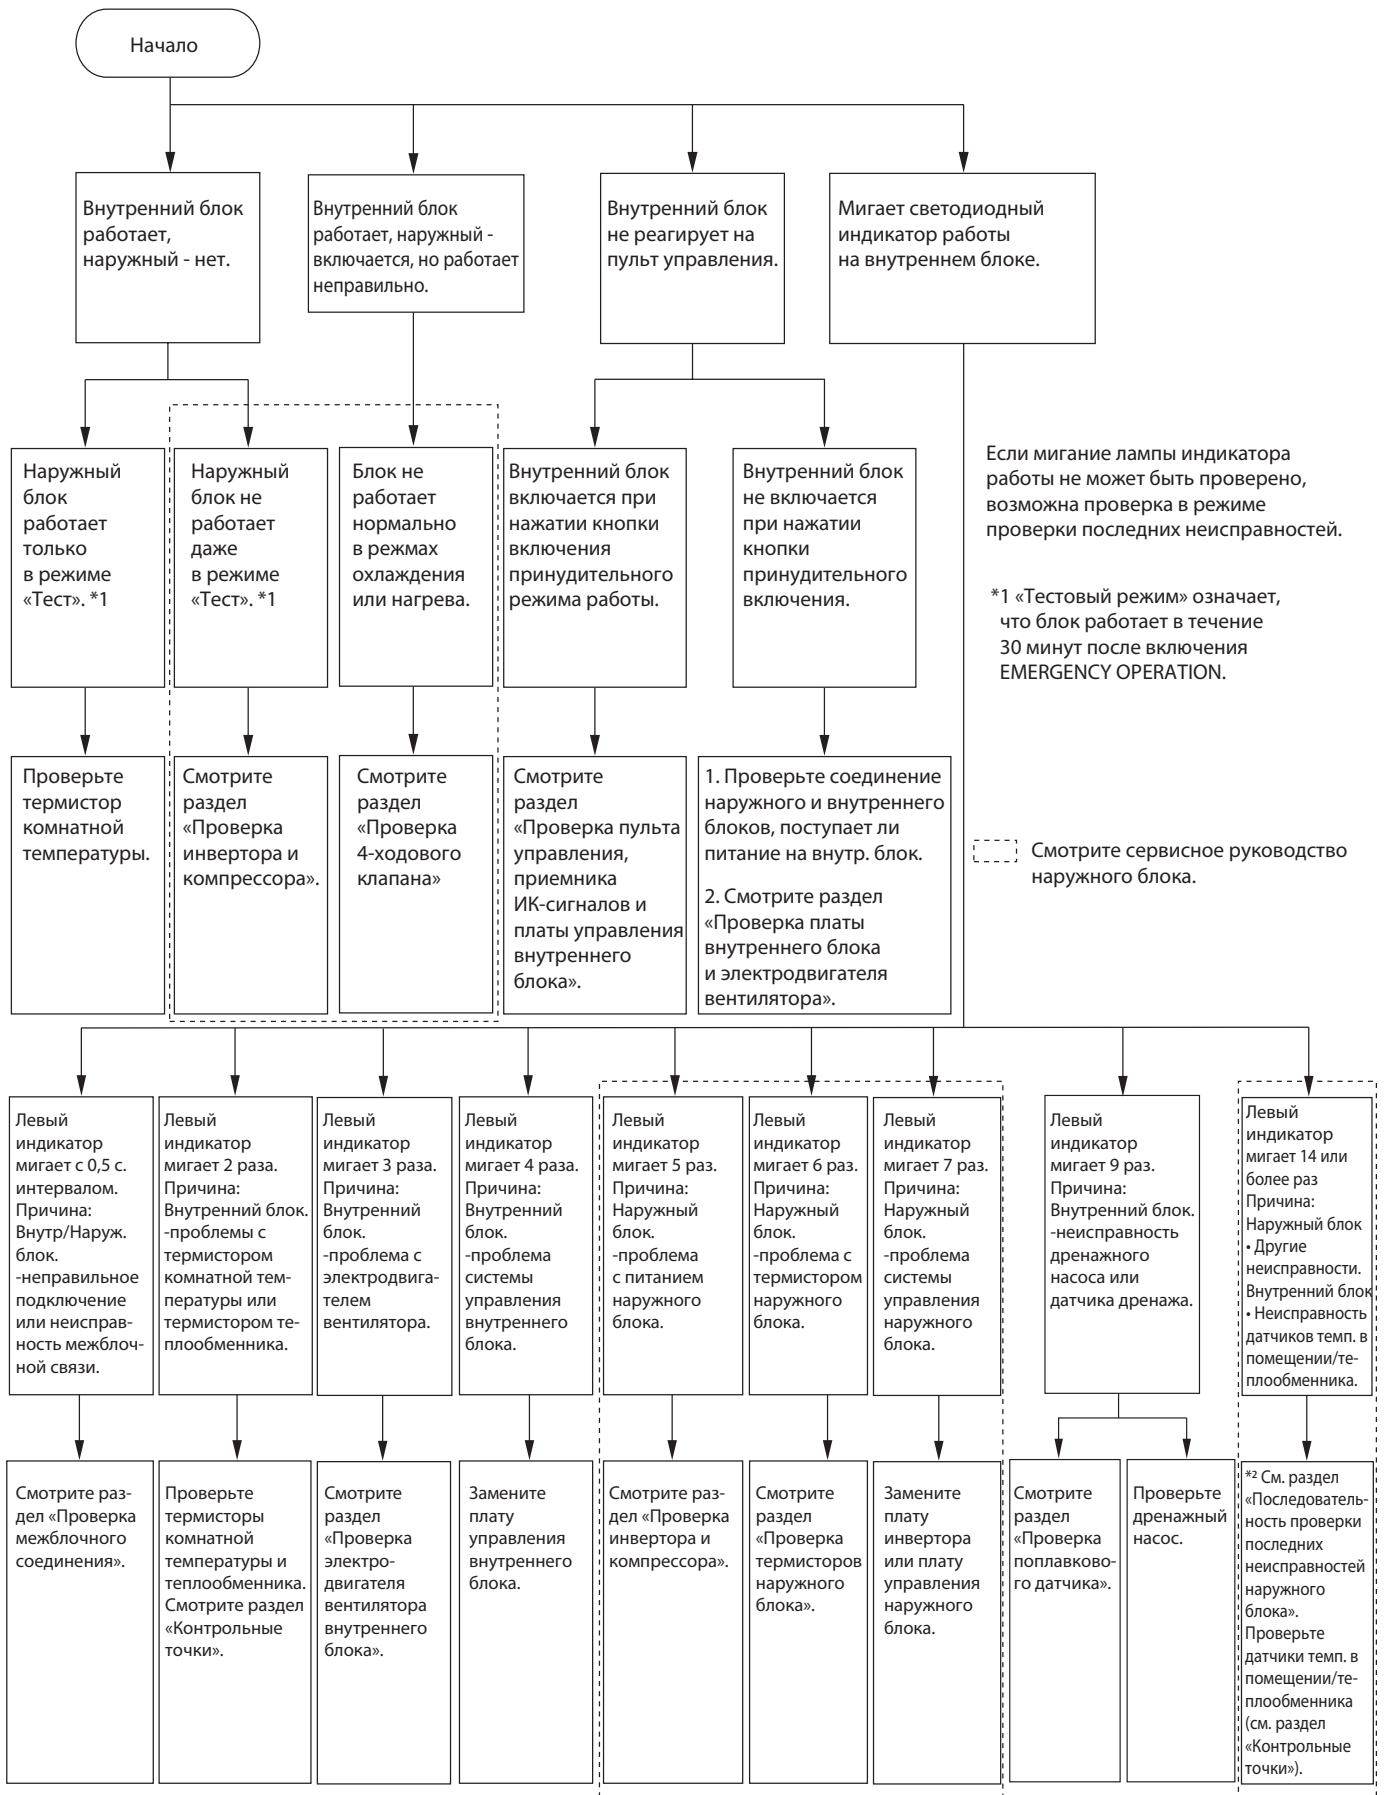 Начало
Внутренний блок
работает,
наружный - нет.
Внутренний блок
работает, наружный -
включается, но работает
неправильно.
Внутренний блок
не реагирует на
пульт управления.
Мигает светодиодный
индикатор работы
на внутреннем блоке.
Наружный
блок
работает
только
в режиме
«Тест». *1
Наружный
блок не
работает
даже
в режиме
«Тест». *1
Блок не
работает
нормально
в режмах
охлаждения
или нагрева.
Внутренний блок
включается при
нажатии кнопки
включения
принудительного
режима работы.
Внутренний блок
не включается
при нажатии
кнопки
принудительного
включения.
Если мигание лампы индикатора
работы не может быть проверено,
возможна проверка в режиме
проверки последних неисправностей.
*1 «Тестовый режим» означает,
что блок работает в течение
30 минут после включения
EMERGENCY OPERATION.
Проверьте
термистор
комнатной
температуры.
Смотрите
раздел
«Проверка
инвертора и
компрессора».
Смотрите
раздел
«Проверка
4-ходового
клапана»
Смотрите
раздел
«Проверка пульта
управления,
приемника
ИК-сигналов и
платы управления
внутреннего
блока».
1. Проверьте соединение
наружного и внутреннего
блоков, поступает ли
питание на внутр. блок.
2. Смотрите раздел
«Проверка платы
внутреннего блока
и электродвигателя
вентилятора».
Смотрите сервисное руководство
наружного блока.
Левый
индикатор
мигает с 0,5 с.
интервалом.
Причина:
Внутр/Наруж.
блок.
-неправильное
подключение
или неисправ-
ность межблоч-
ной связи.
Левый
индикатор
мигает 2 раза.
Причина:
Внутренний блок.
-проблемы с
термистором
комнатной тем-
пературы или
термистором те-
плообменника.
Левый
индикатор
мигает 3 раза.
Причина:
Внутренний
блок.
-проблема с
электродвига-
телем
вентилятора.
Левый
индикатор
мигает 4 раза.
Причина:
Внутренний
блок.
-проблема
системы
управления
внутреннего
блока.
Левый
индикатор
мигает 5 раз.
Причина:
Наружный
блок.
-проблема
с питанием
наружного
блока.
Левый
индикатор
мигает 6 раз.
Причина:
Наружный
блок.
-проблема с
термистором
наружного
блока.
Левый
индикатор
мигает 7 раз.
Причина:
Наружный
блок.
-проблема
системы
управления
наружного
блока.
Левый
индикатор
мигает 9 раз.
Причина:
Внутренний блок.
-неисправность
дренажного
насоса или
датчика дренажа.
Левый
индикатор
мигает 14 или
более раз
Причина:
Наружный блок
• Другие
неисправности.
Внутренний блок
• Неисправность
датчиков темп. в
помещении/те-
плообменника.
Смотрите раз-
дел «Проверка
межблочного
соединения».
Проверьте
термисторы
комнатной
температуры и
теплообменника.
Смотрите раздел
«Контрольные
точки».
Смотрите
раздел
«Проверка
электро-
двигателя
вентилятора
внутреннего
блока».
Замените
плату
управления
внутреннего
блока.
Смотрите раз-
дел «Проверка
инвертора и
компрессора».
Смотрите
раздел
«Проверка
термисторов
наружного
блока».
Замените
плату
инвертора
или плату
управления
наружного
блока.
Смотрите
раздел
«Проверка
поплавково-
го датчика».
Проверьте
дренажный
насос.
*² См. раздел
«Последователь-
ность проверки
последних
неисправностей
наружного
блока».
Проверьте
датчики темп. в
помещении/те-
плообменника
(см. раздел
«Контрольные
точки»).